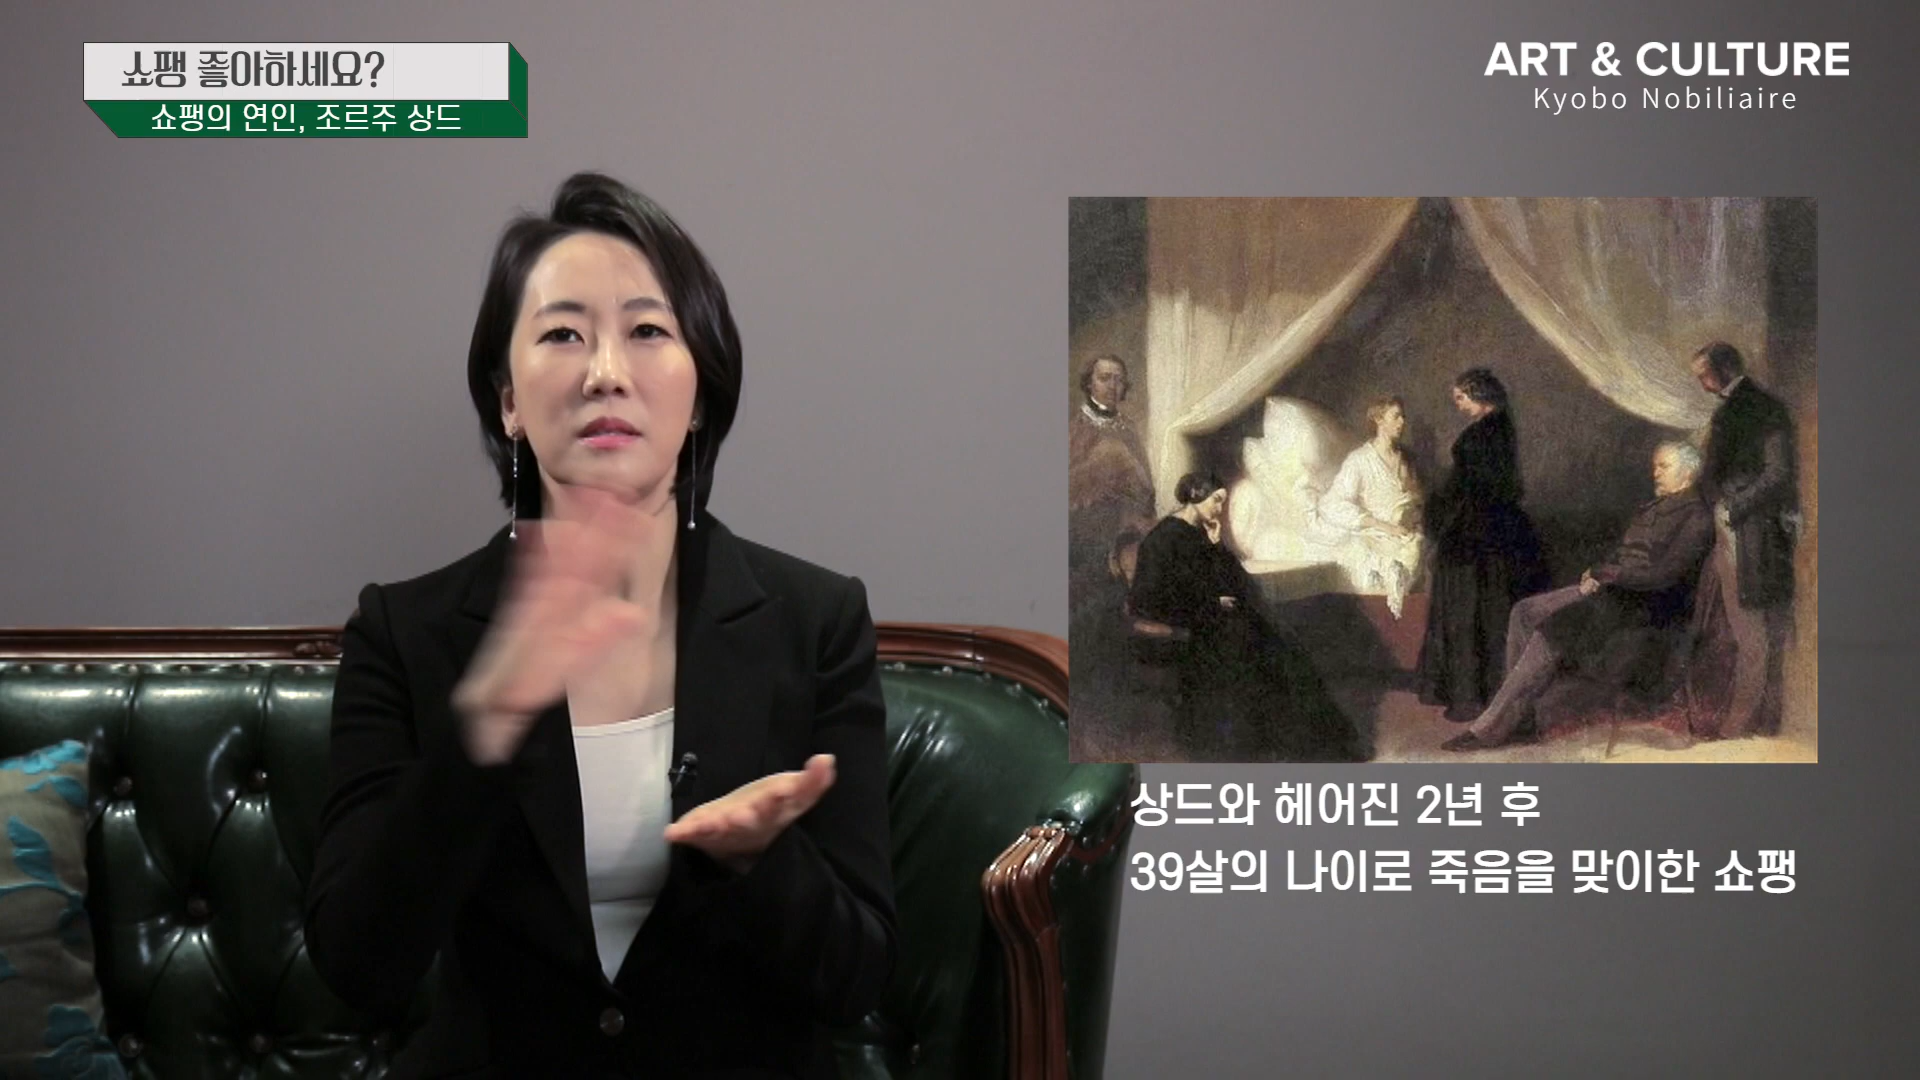 쇼팽 좋아하세요?
쇼팽의 연인, 조르주 상드
ART & CULTURE
Kyobo Nobiliaire
상드와 헤어진 2년 후
39살의 나이로 죽음을 맞이한 쇼팽